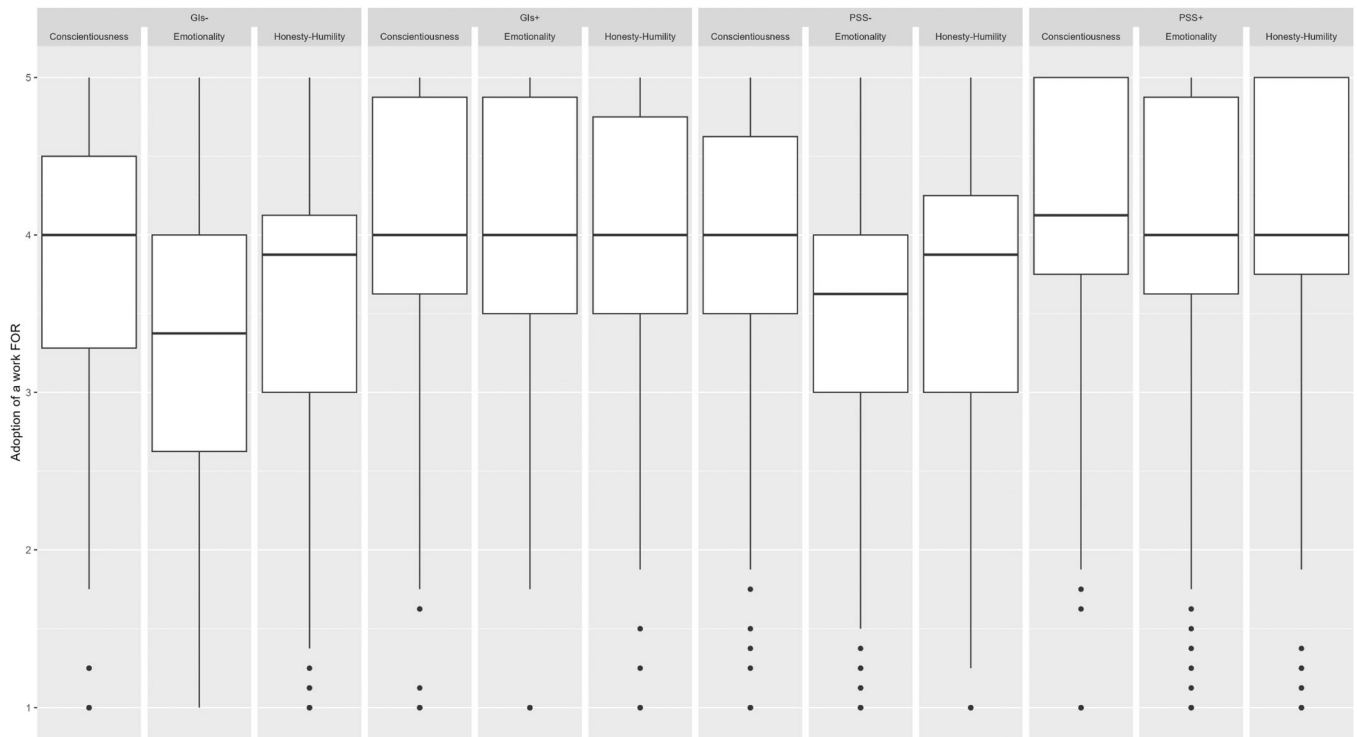 GIs- GIs+ PSS- PSS+
Conscientiousness Emotionality Honesty-Humility Conscientiousness Emotionality Honesty-Humility Conscientiousness Emotionality Honesty-Humility Conscientiousness Emotionality Honesty-Humility
Adoption of a work FOR
5
4
3
2
1